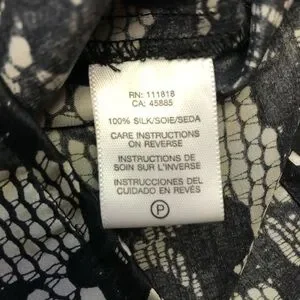 RN: 111818
CA: 45885
100% SILK/SOIE/SEDA
CARE INSTRUCTIONS
ON REVERSE
INSTRUCTIONS DE
SOIN SUR L'INVERSE
INSTRUCCIONES DEL
CUIDADO EN REVÉS
P